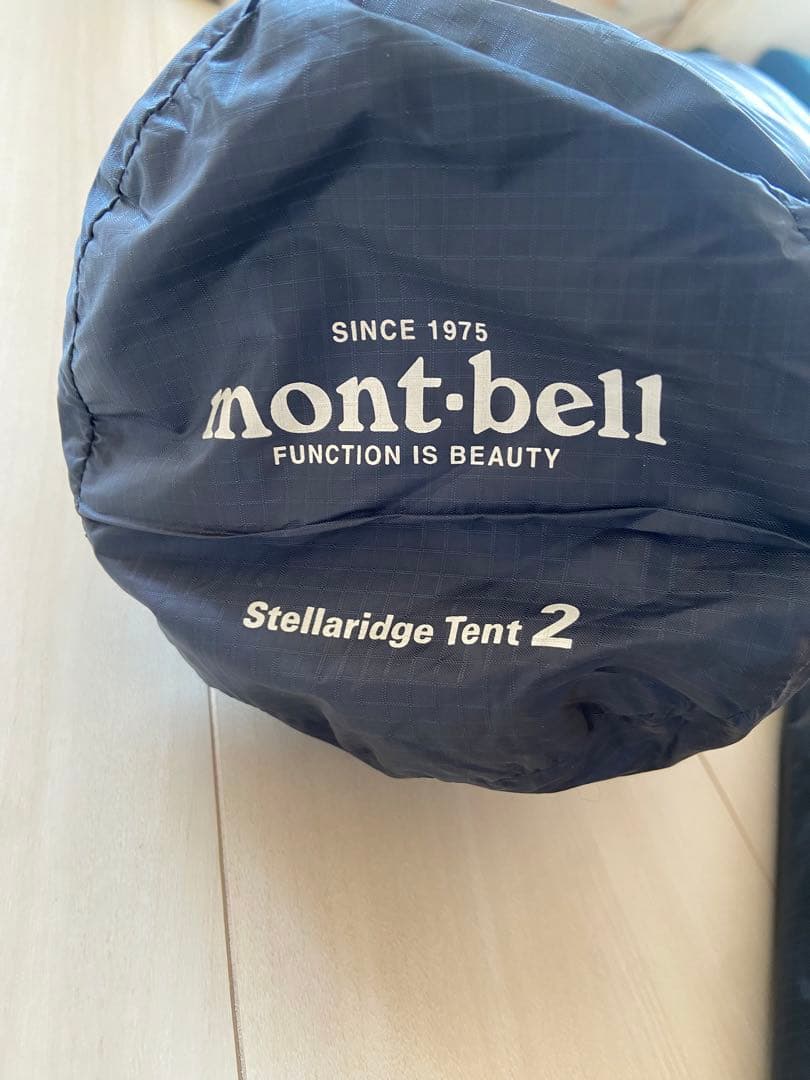 SINCE 1975
mont·bell
FUNCTION IS BEAUTY
Stellaridge Tent 2